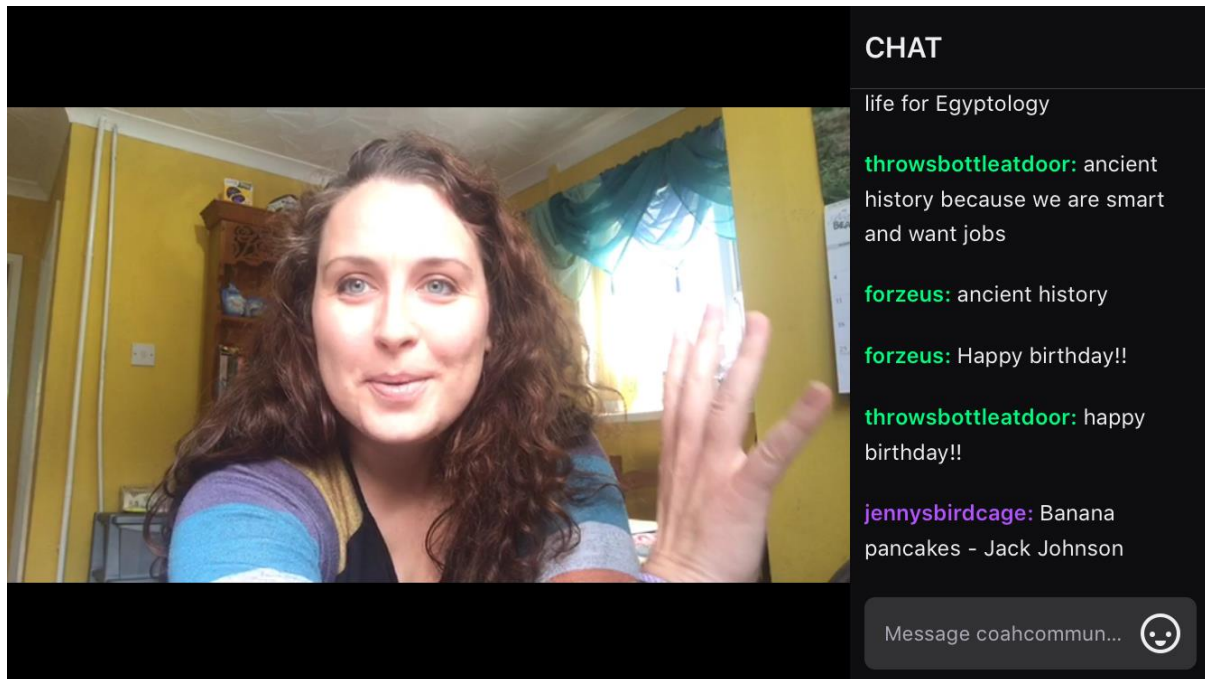 CHAT
life for Egyptology
throwsbottleatdoor: ancient
history because we are smart
and want jobs
forzeus: ancient history
forzeus: Happy birthday!!
throwsbottleatdoor: happy
birthday!!
jennysbirdcage: Banana
pancakes - Jack Johnson
Message coahcommun...